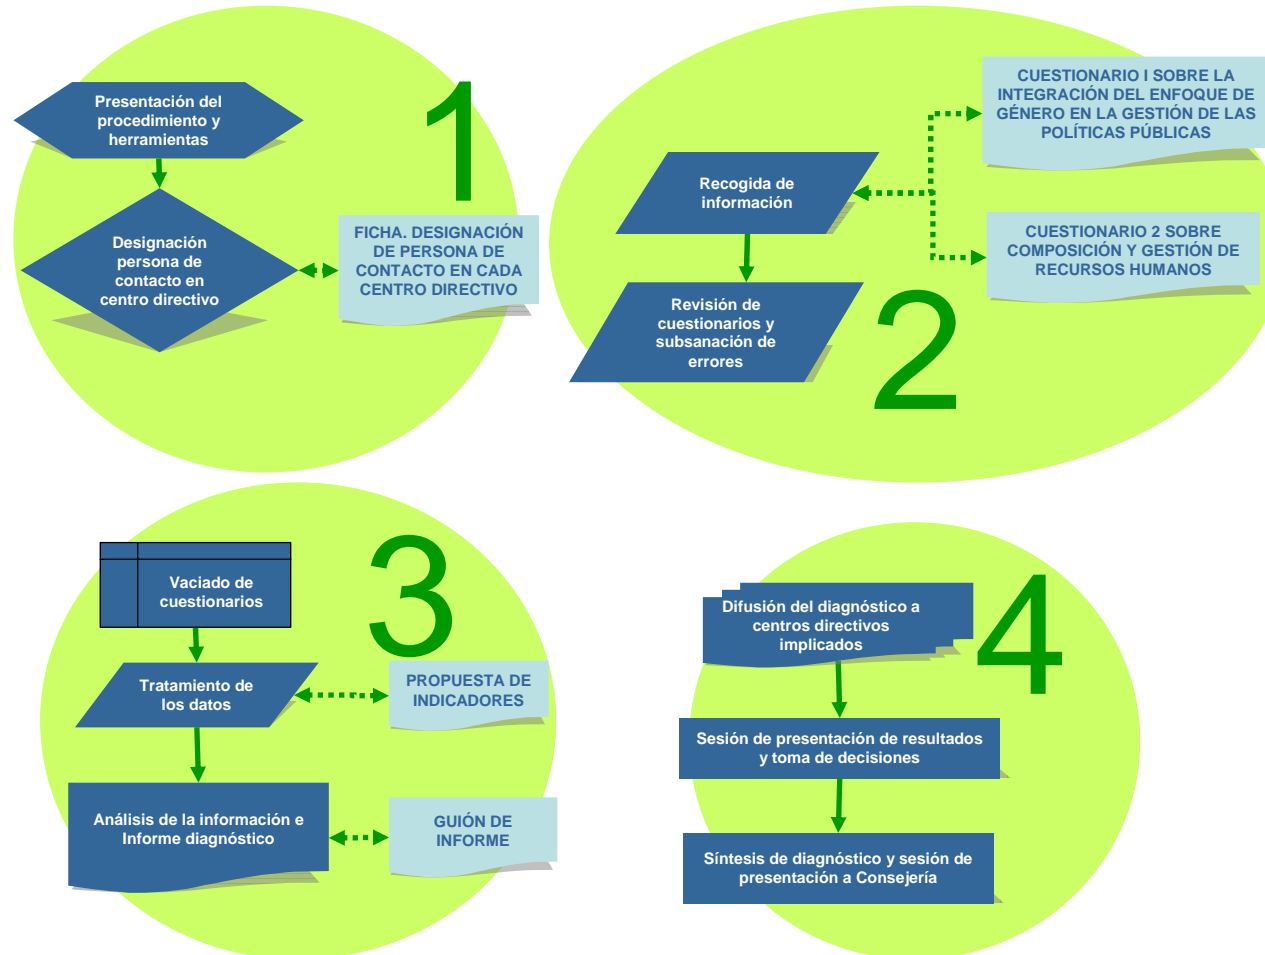 1
Presentación del
procedimiento y
herramientas
Designación
persona de
contacto en
centro directivo
FICHA. DESIGNACIÓN
DE PERSONA DE
CONTACTO EN CADA
CENTRO DIRECTIVO
2
Recogida de
información
Revisión de
cuestionarios y
subsanación de
errores
CUESTIONARIO I SOBRE LA
INTEGRACIÓN DEL ENFOQUE DE
GÉNERO EN LA GESTIÓN DE LAS
POLÍTICAS PÚBLICAS
CUESTIONARIO 2 SOBRE
COMPOSICIÓN Y GESTIÓN DE
RECURSOS HUMANOS
3
Vaciado de
cuestionarios
Tratamiento de
los datos
PROPUESTA DE
INDICADORES
Análisis de la información e
Informe diagnóstico
GUIÓN DE
INFORME
4
Difusión del diagnóstico a
centros directivos
implicados
Sesión de presentación de resultados
y toma de decisiones
Síntesis de diagnóstico y sesión de
presentación a Consejería